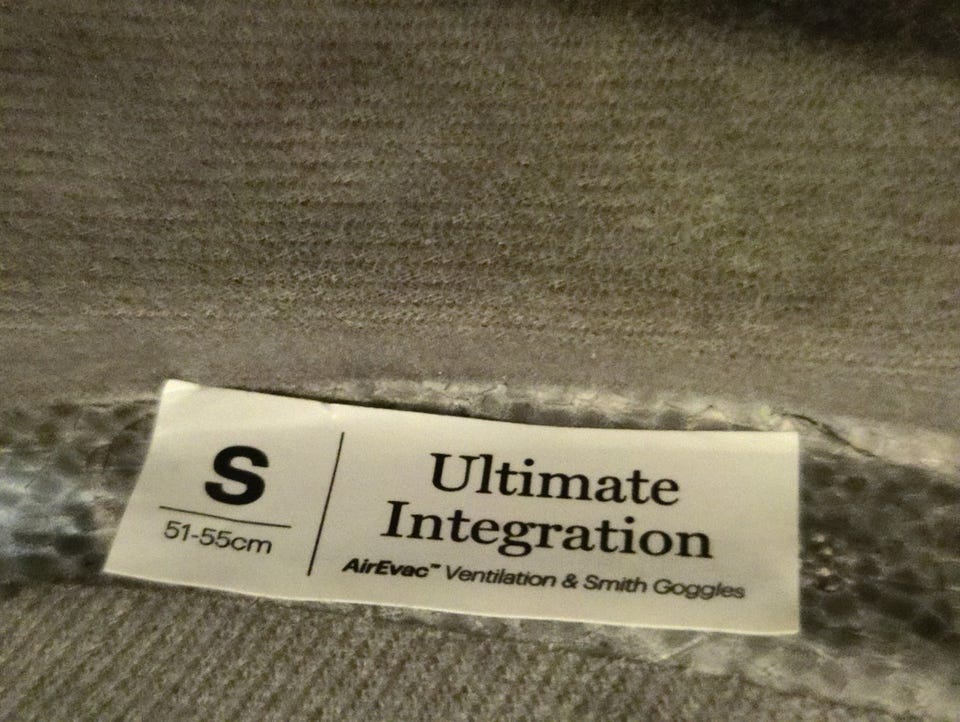 S
51-55cm
Ultimate
Integration
AirEvac™ Ventilation & Smith Goggles